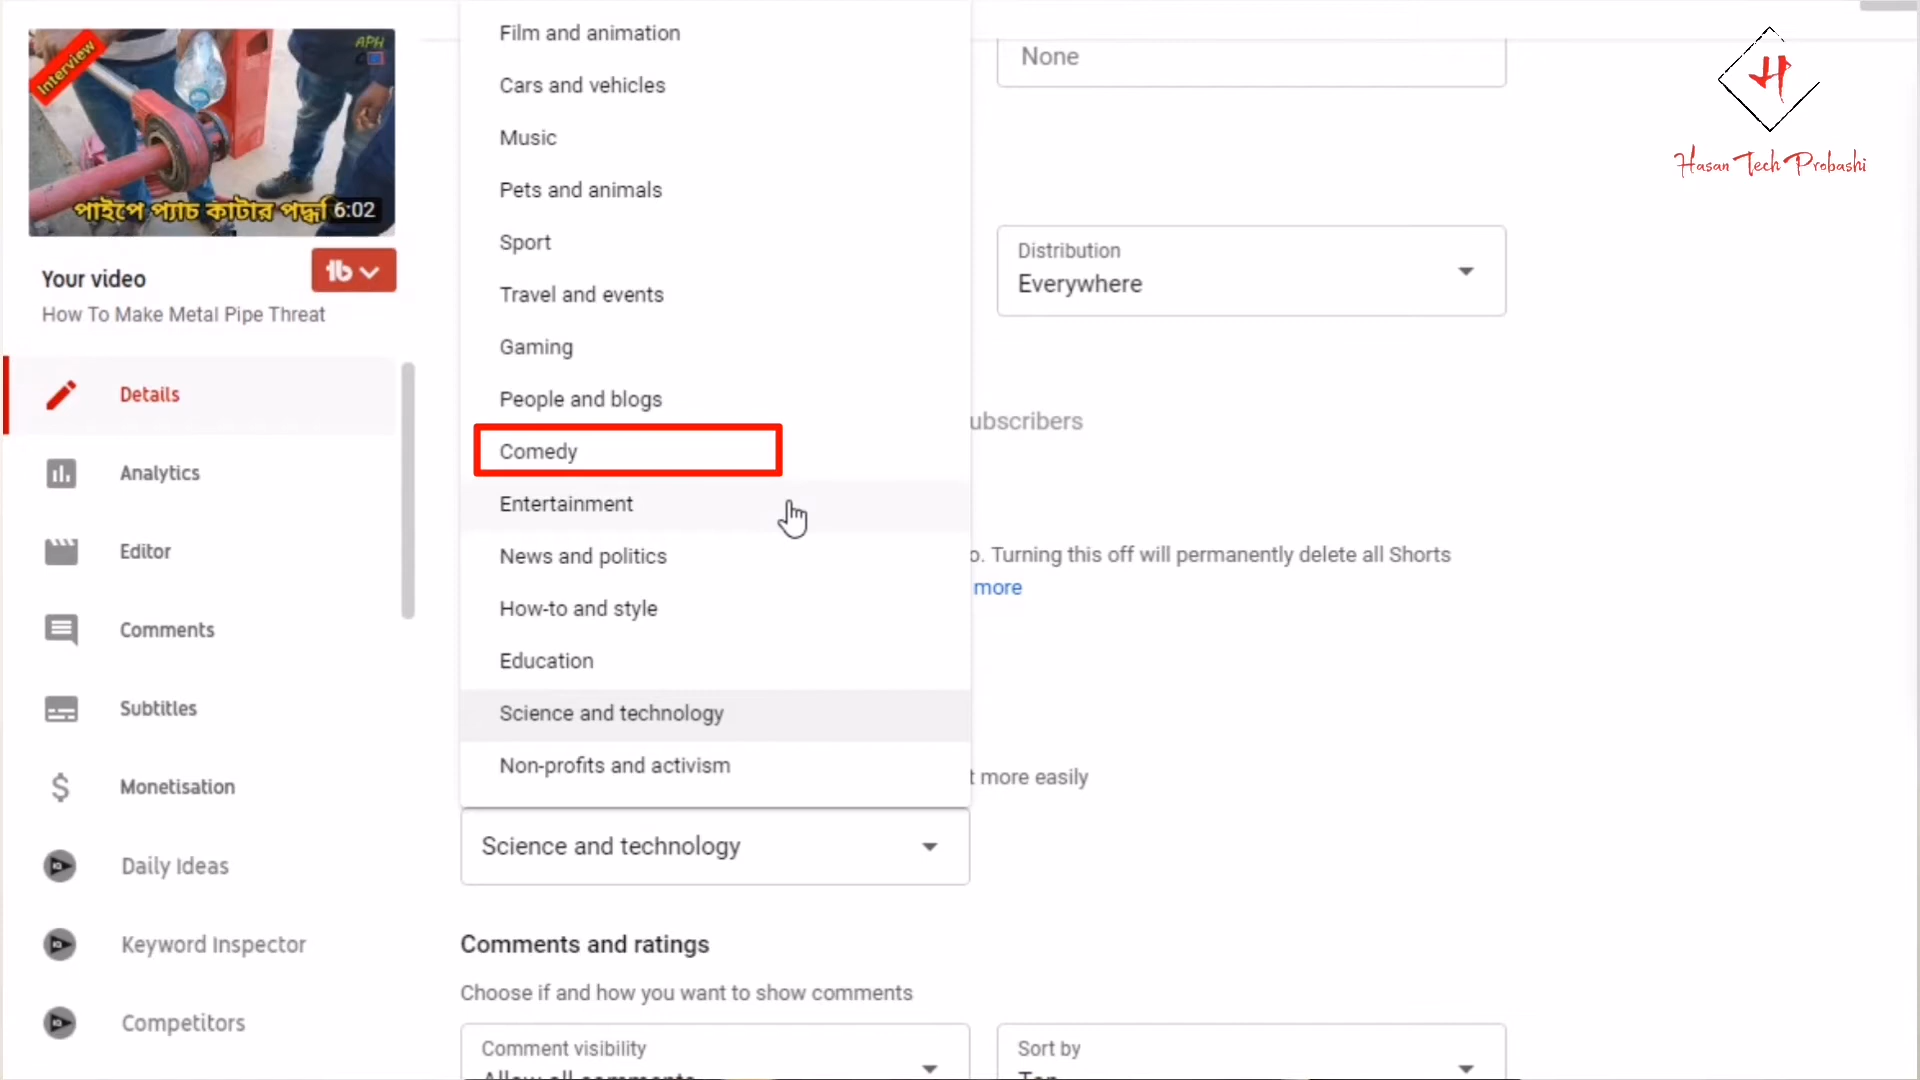 Interview
APH
পাইপে প্যাচ কাটার পদ্ধতি
6:02
Your video
How To Make Metal Pipe Threat
Details
Analytics
Editor
Comments
Subtitles
Monetisation
Daily Ideas
Keyword Inspector
Competitors
Film and animation
Cars and vehicles
Music
Pets and animals
Sport
Travel and events
Gaming
People and blogs
Comedy
Entertainment
News and politics
How-to and style
Education
Science and technology
Non-profits and activism
Science and technology
Comments and ratings
Choose if and how you want to show comments
Comment visibility
Allow all comments
None
Distribution
Everywhere
ubscribers
o. Turning this off will permanently delete all Shorts
more
t more easily
Sort by
Top
H
Hasan Tech Probashi